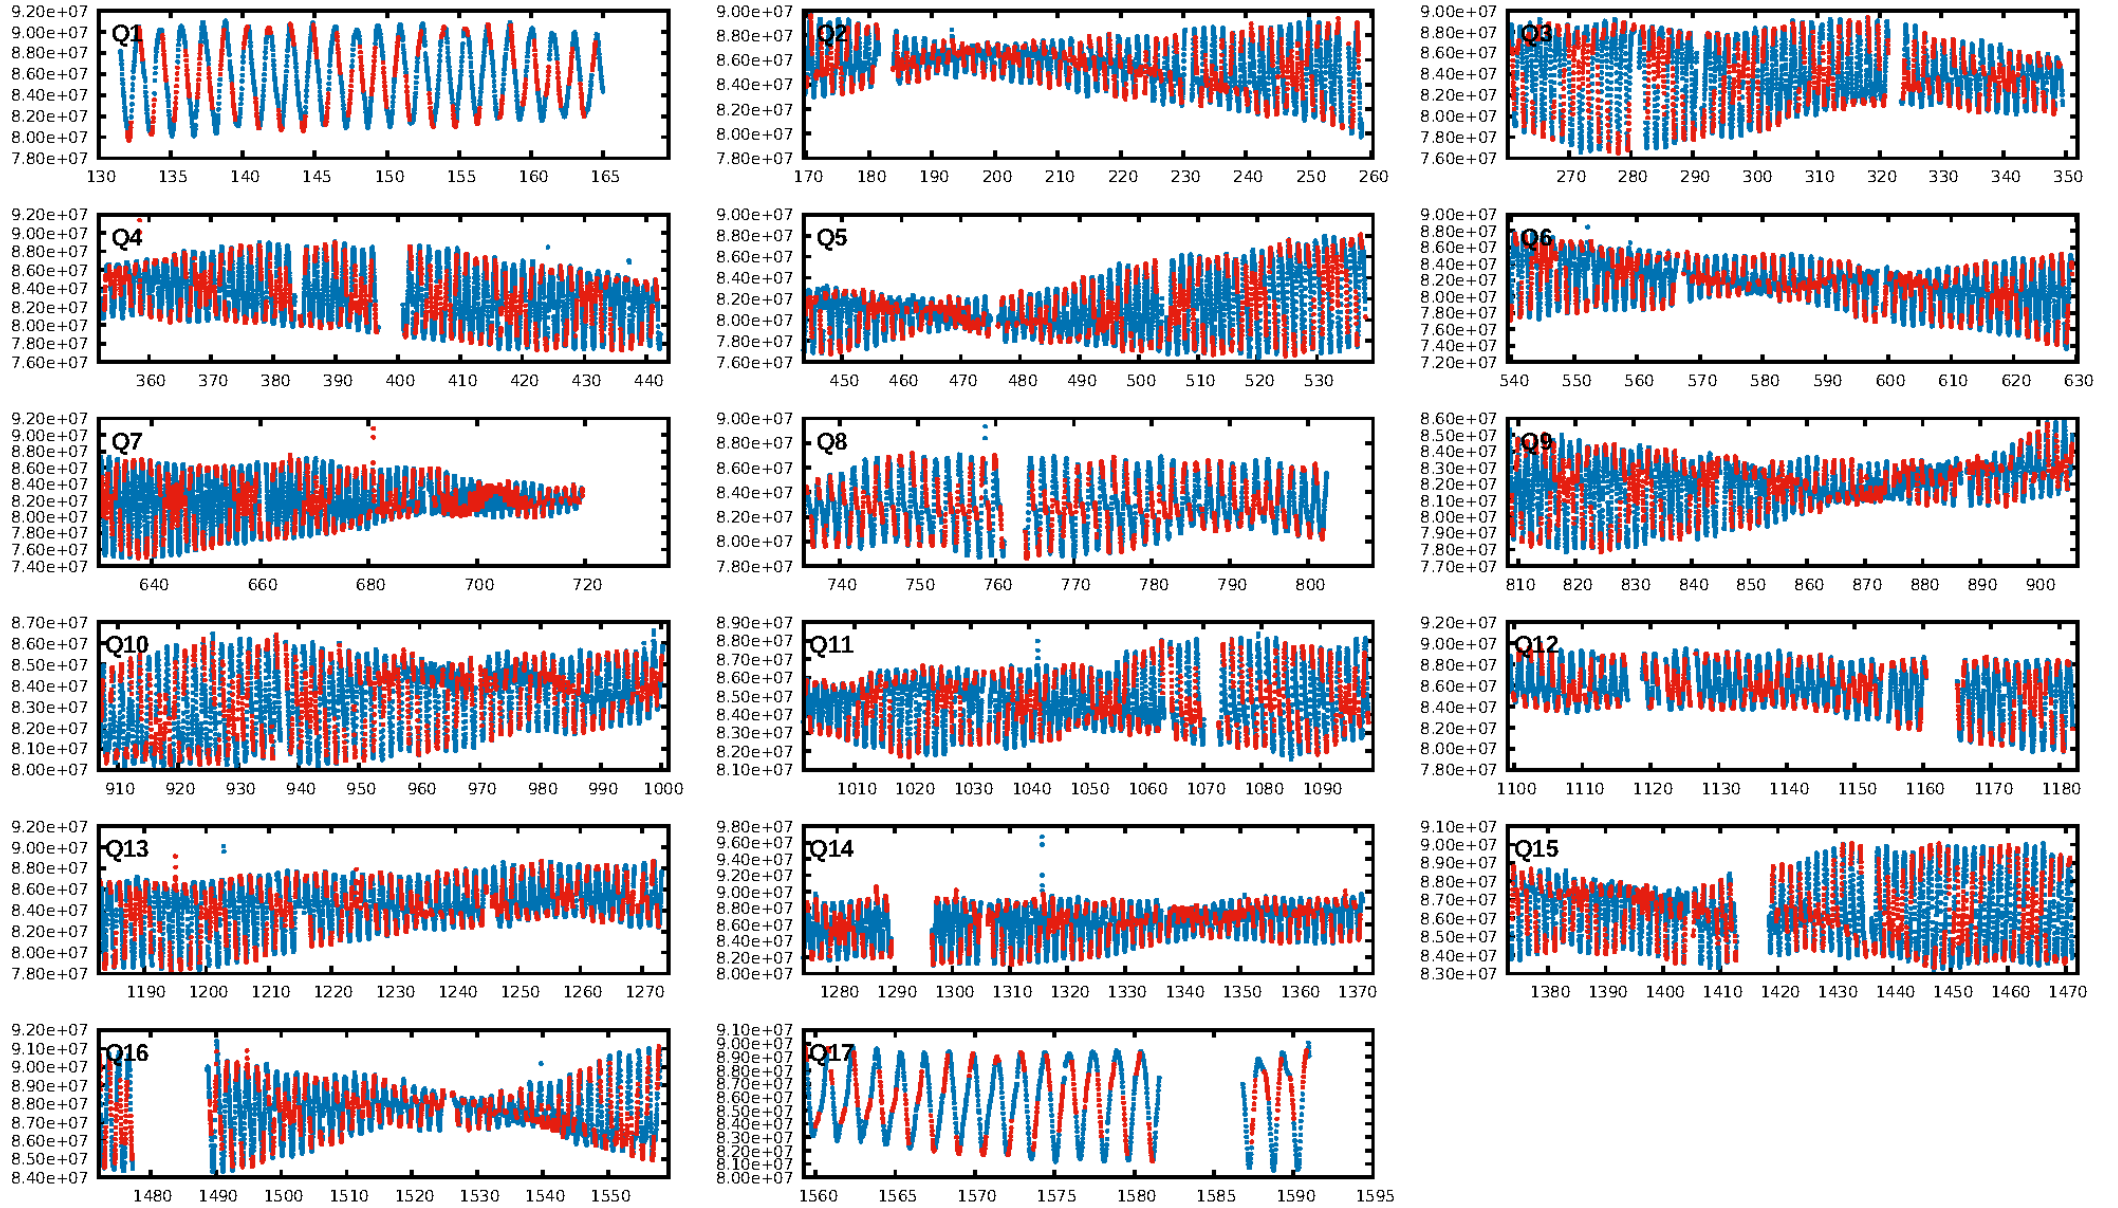 Q1
9.20e+07
9.00e+07
8.80e+07
8.60e+07
8.40e+07
8.20e+07
8.00e+07
7.80e+07
130 135 140 145 150 155 160 165
Q2
9.00e+07
8.80e+07
8.60e+07
8.40e+07
8.20e+07
8.00e+07
7.80e+07
170 180 190 200 210 220 230 240 250 260
Q3
9.00e+07
8.80e+07
8.60e+07
8.40e+07
8.20e+07
8.00e+07
7.80e+07
7.60e+07
270 280 290 300 310 320 330 340 350
Q4
9.20e+07
9.00e+07
8.80e+07
8.60e+07
8.40e+07
8.20e+07
8.00e+07
7.80e+07
7.60e+07
360 370 380 390 400 410 420 430 440
Q5
9.00e+07
8.80e+07
8.60e+07
8.40e+07
8.20e+07
8.00e+07
7.80e+07
7.60e+07
450 460 470 480 490 500 510 520 530
Q6
9.00e+07
8.80e+07
8.60e+07
8.40e+07
8.20e+07
8.00e+07
7.80e+07
7.60e+07
7.40e+07
7.20e+07
540 550 560 570 580 590 600 610 620 630
Q7
9.20e+07
9.00e+07
8.80e+07
8.60e+07
8.40e+07
8.20e+07
8.00e+07
7.80e+07
7.60e+07
7.40e+07
640 660 680 700 720
Q8
9.00e+07
8.80e+07
8.60e+07
8.40e+07
8.20e+07
8.00e+07
7.80e+07
740 750 760 770 780 790 800
Q9
8.60e+07
8.50e+07
8.40e+07
8.30e+07
8.20e+07
8.10e+07
8.00e+07
7.90e+07
7.80e+07
7.70e+07
810 820 830 840 850 860 870 880 890 900
Q10
8.70e+07
8.60e+07
8.50e+07
8.40e+07
8.30e+07
8.20e+07
8.10e+07
8.00e+07
910 920 930 940 950 960 970 980 990 1000
Q11
8.90e+07
8.80e+07
8.70e+07
8.60e+07
8.50e+07
8.40e+07
8.30e+07
8.20e+07
8.10e+07
1010 1020 1030 1040 1050 1060 1070 1080 1090
Q12
9.20e+07
9.00e+07
8.80e+07
8.60e+07
8.40e+07
8.20e+07
8.00e+07
7.80e+07
1100 1110 1120 1130 1140 1150 1160 1170 1180
Q13
9.20e+07
9.00e+07
8.80e+07
8.60e+07
8.40e+07
8.20e+07
8.00e+07
7.80e+07
1190 1200 1210 1220 1230 1240 1250 1260 1270
Q14
9.80e+07
9.60e+07
9.40e+07
9.20e+07
9.00e+07
8.80e+07
8.60e+07
8.40e+07
8.20e+07
8.00e+07
1280 1290 1300 1310 1320 1330 1340 1350 1360 1370
Q15
9.10e+07
9.00e+07
8.90e+07
8.80e+07
8.70e+07
8.60e+07
8.50e+07
8.40e+07
8.30e+07
1380 1390 1400 1410 1420 1430 1440 1450 1460 1470
Q16
9.20e+07
9.10e+07
9.00e+07
8.90e+07
8.80e+07
8.70e+07
8.60e+07
8.50e+07
8.40e+07
1480 1490 1500 1510 1520 1530 1540 1550
Q17
9.10e+07
9.00e+07
8.90e+07
8.80e+07
8.70e+07
8.60e+07
8.50e+07
8.40e+07
8.30e+07
8.20e+07
8.10e+07
8.00e+07
1560 1565 1570 1575 1580 1585 1590 1595